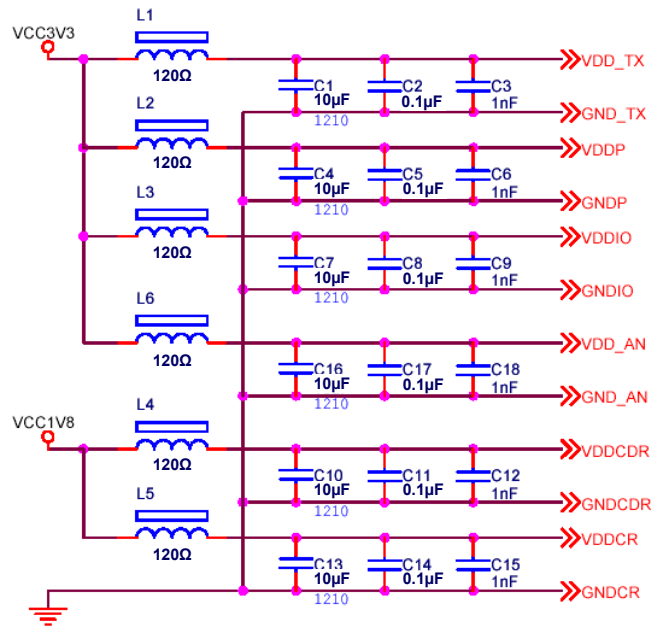 L1
VCC3V3
VDD_TX
120Ω
C1 C2 C3
10µF 0.1µF 1nF
1210
GND_TX
L2
VDDP
120Ω
C4 C5 C6
10µF 0.1µF 1nF
1210
GNDP
L3
VDDIO
120Ω
C7 C8 C9
10µF 0.1µF 1nF
1210
GNDIO
L6
VDD_AN
120Ω
C16 C17 C18
10µF 0.1µF 1nF
1210
GND_AN
L4
VCC1V8
VDDCDR
120Ω
C10 C11 C12
10µF 0.1µF 1nF
1210
GNDCDR
L5
VDDCR
120Ω
C13 C14 C15
10µF 0.1µF 1nF
1210
GNDCR